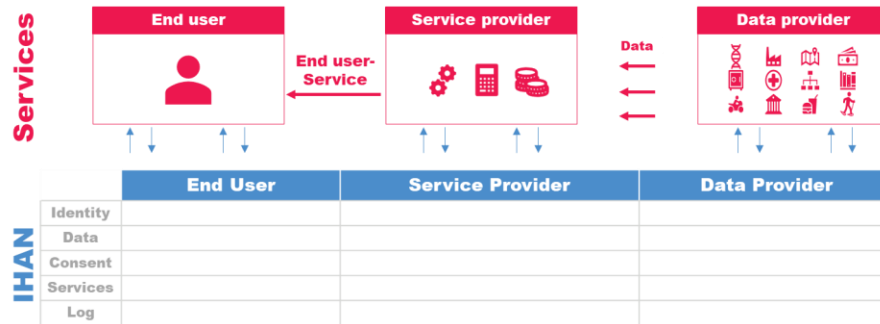 Services
End user
Service provider
Data provider
End user-
Service
Data
IHAN
End User
Service Provider
Data Provider
Identity
Data
Consent
Services
Log